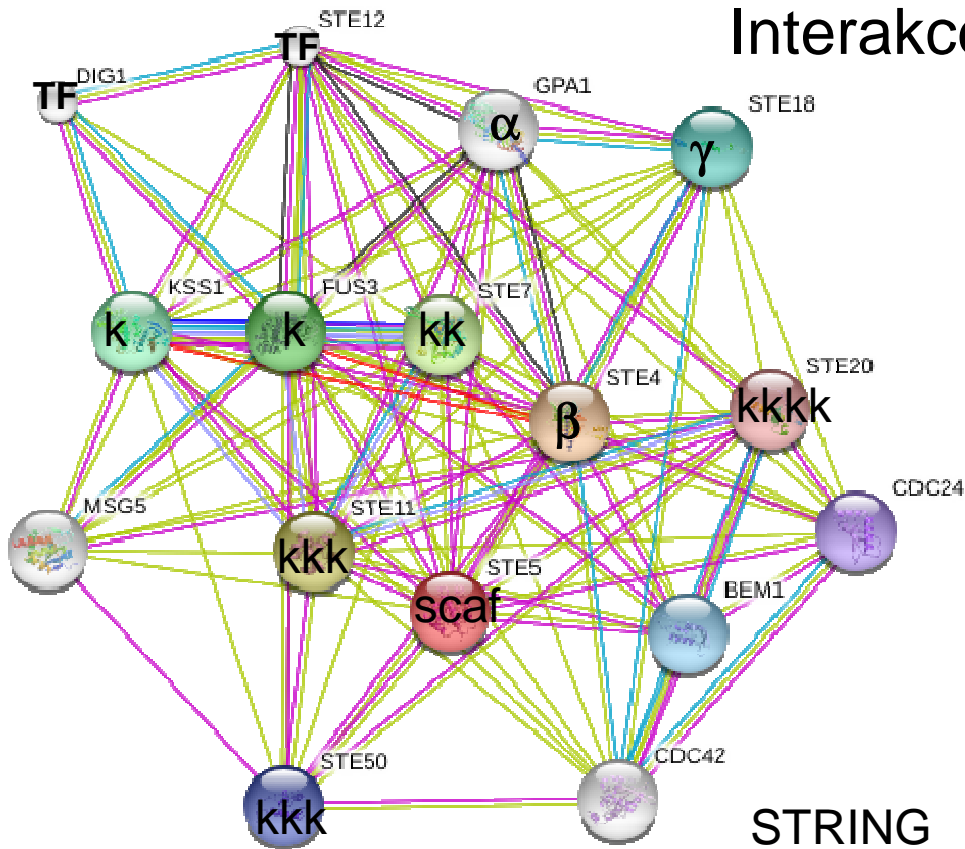 Interakce
STE12
TF
DIG1
TF
GPA1
α
STE18
γ
KSS1
k
FUS3
k
STE7
kk
STE4
β
STE20
kkkk
CDC24
MSG5
STE11
kkk
STE5
scaf
BEM1
STE50
kkk
CDC42
STRING